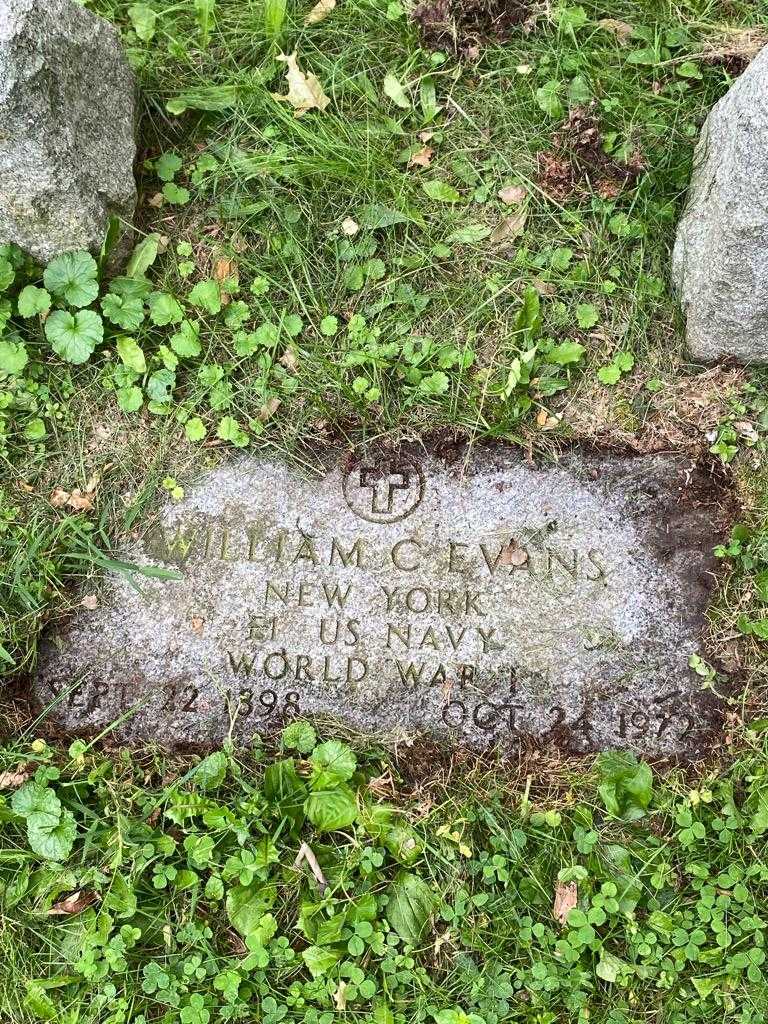 WILLIAM C EVANS
NEW YORK
F1 US NAVY
WORLD WAR I
SEPT 22 1898 OCT 24 1972